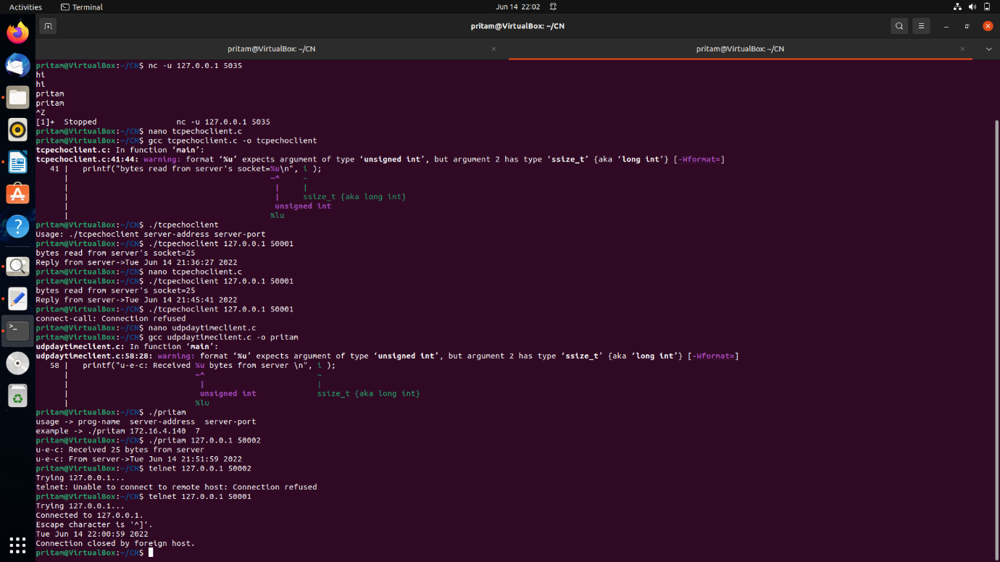 Activities
Terminal
Jun 14 22:02
pritam@VirtualBox: ~/CN
pritam@VirtualBox: ~/CN
pritam@VirtualBox: ~/CN
pritam@VirtualBox:~/CN$ nc -u 127.0.0.1 5035
hi
hi
pritam
pritam
^Z
[1]+  Stopped                 nc -u 127.0.0.1 5035
pritam@VirtualBox:~/CN$ nano tcpechoclient.c
pritam@VirtualBox:~/CN$ gcc tcpechoclient.c -o tcpechoclient
tcpechoclient.c: In function ‘main’:
tcpechoclient.c:41:44: warning: format ‘%u’ expects argument of type ‘unsigned int’, but argument 2 has type ‘ssize_t’ {aka ‘long int’} [-Wformat=]
   41 |   printf("bytes read from server's socket=%u\n", i );
      |                                           ~^     ~
      |                                            |     |
      |                                            |     ssize_t {aka long int}
      |                                            unsigned int
      |                                           %lu
pritam@VirtualBox:~/CN$ ./tcpechoclient
Usage: ./tcpechoclient server-address server-port
pritam@VirtualBox:~/CN$ ./tcpechoclient 127.0.0.1 50001
bytes read from server's socket=25
Reply from server->Tue Jun 14 21:36:27 2022
pritam@VirtualBox:~/CN$ nano tcpechoclient.c
pritam@VirtualBox:~/CN$ ./tcpechoclient 127.0.0.1 50001
bytes read from server's socket=25
Reply from server->Tue Jun 14 21:45:41 2022
pritam@VirtualBox:~/CN$ ./tcpechoclient 127.0.0.1 50001
connect-call: Connection refused
pritam@VirtualBox:~/CN$ nano udpdaytimeclient.c
pritam@VirtualBox:~/CN$ gcc udpdaytimeclient.c -o pritam
udpdaytimeclient.c: In function ‘main’:
udpdaytimeclient.c:58:28: warning: format ‘%u’ expects argument of type ‘unsigned int’, but argument 2 has type ‘ssize_t’ {aka ‘long int’} [-Wformat=]
   58 |   printf("u-e-c: Received %u bytes from server \n", i );
      |                           ~^                        ~
      |                            |                        |
      |                            unsigned int             ssize_t {aka long int}
      |                           %lu
pritam@VirtualBox:~/CN$ ./pritam
usage -> prog-name  server-address  server-port
example -> ./pritam 172.16.4.140  7
pritam@VirtualBox:~/CN$ ./pritam 127.0.0.1 50002
u-e-c: Received 25 bytes from server
u-e-c: From server->Tue Jun 14 21:51:59 2022
pritam@VirtualBox:~/CN$ telnet 127.0.0.1 50002
Trying 127.0.0.1...
telnet: Unable to connect to remote host: Connection refused
pritam@VirtualBox:~/CN$ telnet 127.0.0.1 50001
Trying 127.0.0.1...
Connected to 127.0.0.1.
Escape character is '^]'.
Tue Jun 14 22:00:59 2022
Connection closed by foreign host.
pritam@VirtualBox:~/CN$